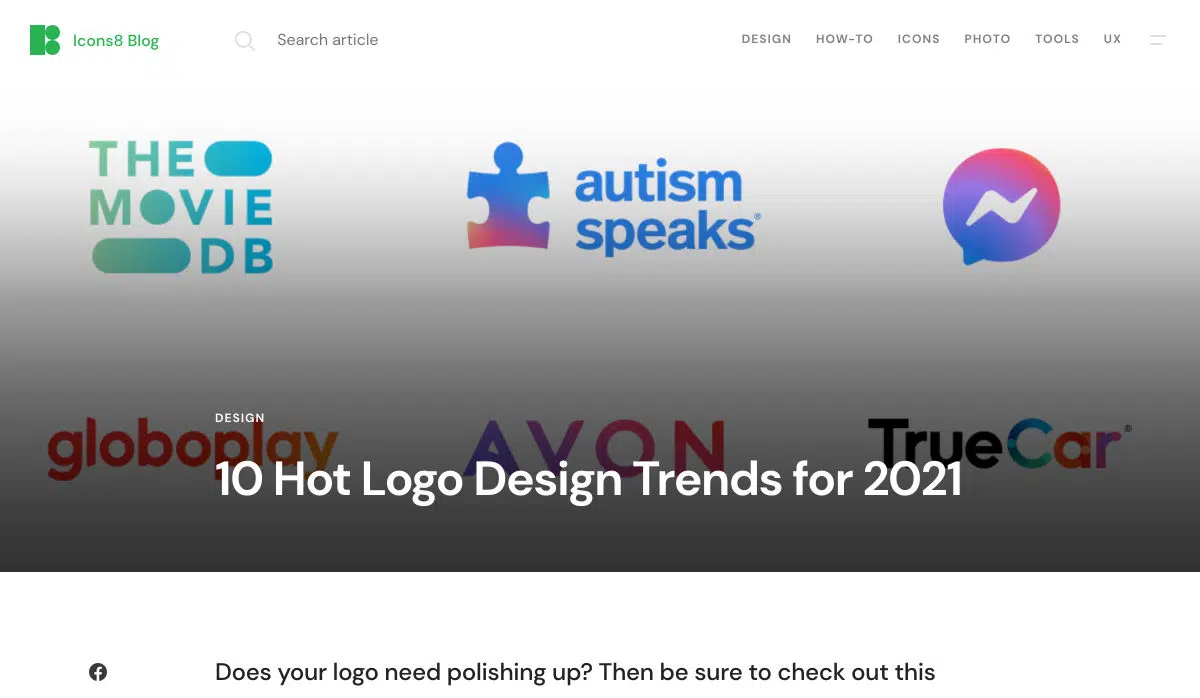 Icons8 Blog
Search article
DESIGN HOW-TO ICONS PHOTO TOOLS UX
THE
MOVIE
DB
autism
speaks®
globoplay
AVON
TrueCar®
DESIGN
10 Hot Logo Design Trends for 2021
Does your logo need polishing up? Then be sure to check out this